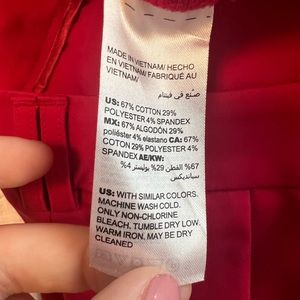 MADE IN VIETNAM/ HECHO
EN VIETNAM/ FABRIQUÉ AU
VIETNAM/
صنع في فيتنام
US: 67% COTTON 29%
POLYESTER 4% SPANDEX
MX: 67% ALGODÓN 29%
poliéster 4% elastano CA: 67%
COTON 29% POLYESTER 4%
SPANDEX AE/KW:
67% القطن 29% بوليستر 4%
سبانديكس
US: WITH SIMILAR COLORS.
MACHINE WASH COLD.
ONLY NON-CHLORINE
BLEACH. TUMBLE DRY LOW.
WARM IRON. MAY BE DRY
CLEANED